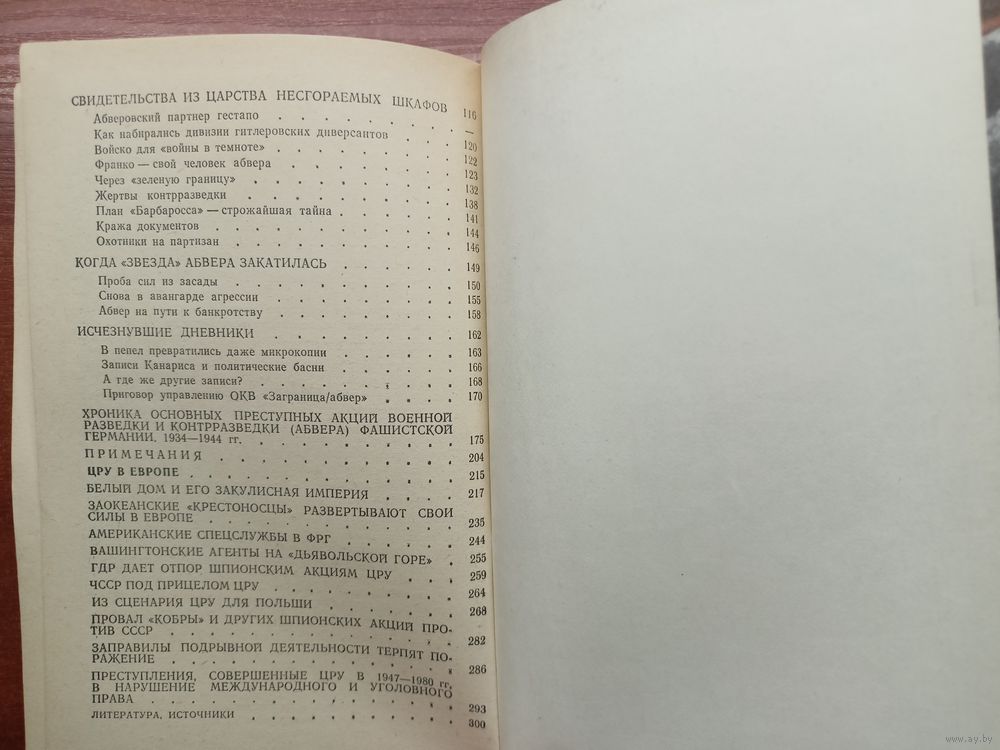 СВИДЕТЕЛЬСТВА ИЗ ЦАРСТВА НЕСГОРАЕМЫХ ШКАФОВ 116
Абверовский партнер гестапо . . . . . . . —
Как набирались дивизии гитлеровских диверсантов . . 120
Войско для «войны в темноте» . . . . . . . 122
Франко — свой человек абвера . . . . . . . 123
Через «зеленую границу» . . . . . . . . 132
Жертвы контрразведки . . . . . . . . 138
План «Барбаросса» — строжайшая тайна . . . . . 141
Кража документов . . . . . . . . . 144
Охотники на партизан . . . . . . . . 146
КОГДА «ЗВЕЗДА» АБВЕРА ЗАКАТИЛАСЬ . . . . . 149
Проба сил из засады . . . . . . . . 150
Снова в авангарде агрессии . . . . . . . 155
Абвер на пути к банкротству . . . . . . . 158
ИСЧЕЗНУВШИЕ ДНЕВНИКИ . . . . . . . . 162
В пепел превратились даже микрокопии . . . . . 163
Записи Канариса и политические басни . . . . . 166
А где же другие записи? . . . . . . . . 168
Приговор управлению ОКВ «Заграница/абвер» . . . . 170
ХРОНИКА ОСНОВНЫХ ПРЕСТУПНЫХ АКЦИЙ ВОЕННОЙ
РАЗВЕДКИ И КОНТРРАЗВЕДКИ (АБВЕРА) ФАШИСТСКОЙ
ГЕРМАНИИ. 1934—1944 гг. . . . . . . . . 175
ПРИМЕЧАНИЯ . . . . . . . . . . 204
ЦРУ В ЕВРОПЕ . . . . . . . . . . 215
БЕЛЫЙ ДОМ И ЕГО ЗАКУЛИСНАЯ ИМПЕРИЯ . . . . 217
ЗАОКЕАНСКИЕ «КРЕСТОНОСЦЫ» РАЗВЕРТЫВАЮТ СВОИ
СИЛЫ В ЕВРОПЕ . . . . . . . . . . 235
АМЕРИКАНСКИЕ СПЕЦСЛУЖБЫ В ФРГ . . . . . 244
ВАШИНГТОНСКИЕ АГЕНТЫ НА «ДЬЯВОЛЬСКОЙ ГОРЕ» . 255
ГДР ДАЕТ ОТПОР ШПИОНСКИМ АКЦИЯМ ЦРУ . . . 259
ЧССР ПОД ПРИЦЕЛОМ ЦРУ . . . . . . . . 264
ИЗ СЦЕНАРИЯ ЦРУ ДЛЯ ПОЛЬШИ . . . . . . 268
ПРОВАЛ «КОБРЫ» И ДРУГИХ ШПИОНСКИХ АКЦИЙ ПРО-
ТИВ СССР . . . . . . . . . . . 282
ЗАПРАВИЛЫ ПОДРЫВНОЙ ДЕЯТЕЛЬНОСТИ ТЕРПЯТ ПО-
РАЖЕНИЕ . . . . . . . . . . . 286
ПРЕСТУПЛЕНИЯ, СОВЕРШЕННЫЕ ЦРУ В 1947—1980 гг.
В НАРУШЕНИЕ МЕЖДУНАРОДНОГО И УГОЛОВНОГО
ПРАВА . . . . . . . . . . . . 293
ЛИТЕРАТУРА, ИСТОЧНИКИ . . . . . . . . 300
www.ay.by